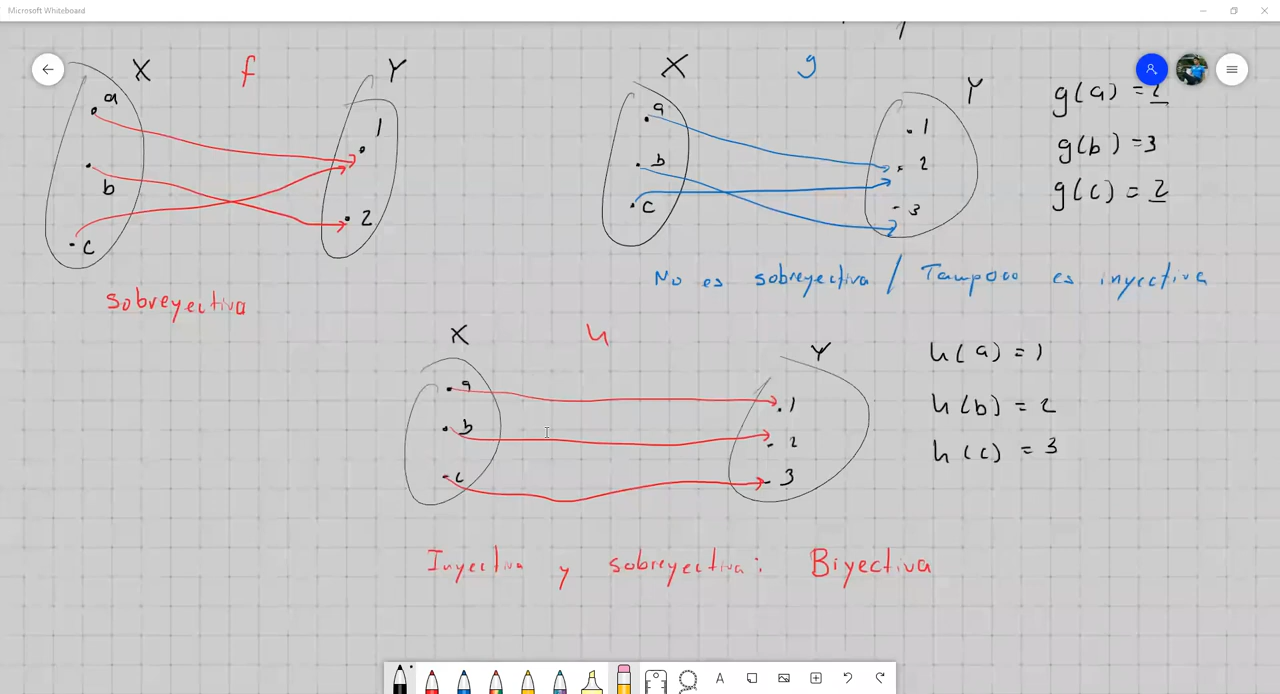 Microsoft Whiteboard
X f Y
a
b
c
1
2
sobreyectiva
X g Y
a
b
c
1
2
3
g(a) = 2
g(b) = 3
g(c) = 2
No es sobreyectiva / Tampoco es inyectiva
X h Y
a
b
c
1
2
3
h(a) = 1
h(b) = 2
h(c) = 3
Inyectiva y sobreyectiva: Biyectiva
A